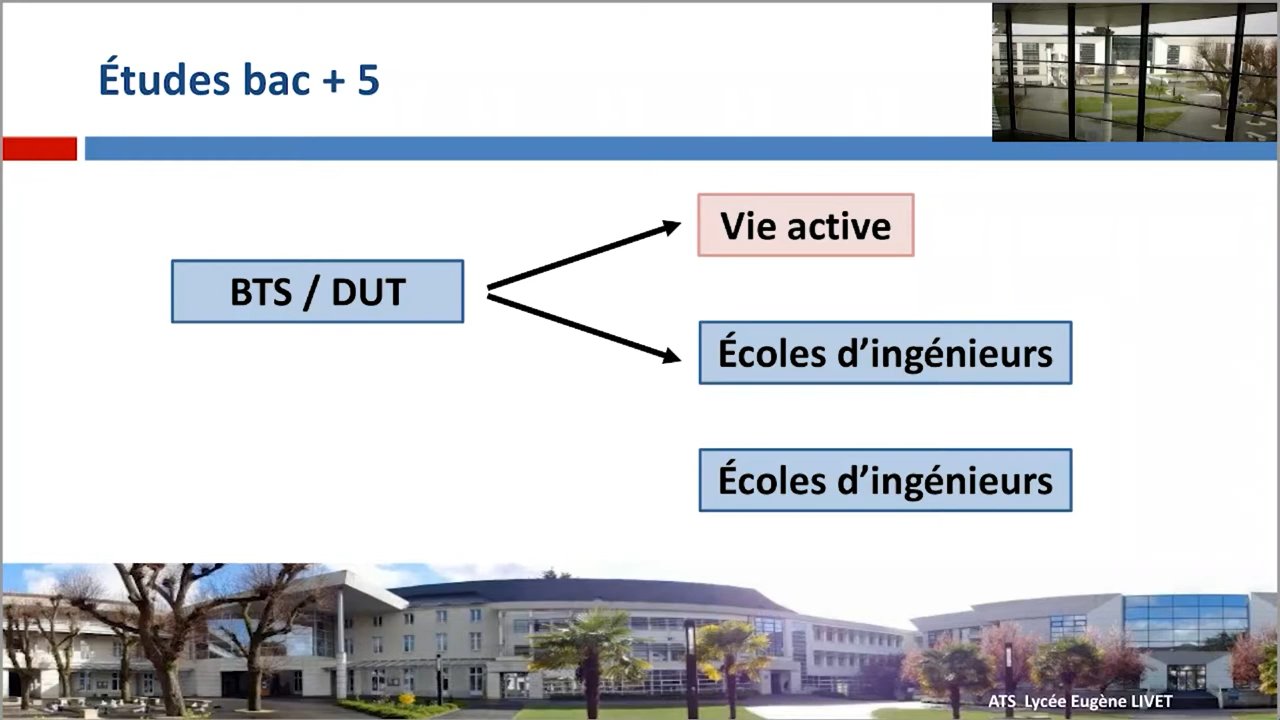 Études bac + 5
Vie active
BTS / DUT
Écoles d’ingénieurs
Écoles d’ingénieurs
ATS Lycée Eugène LIVET